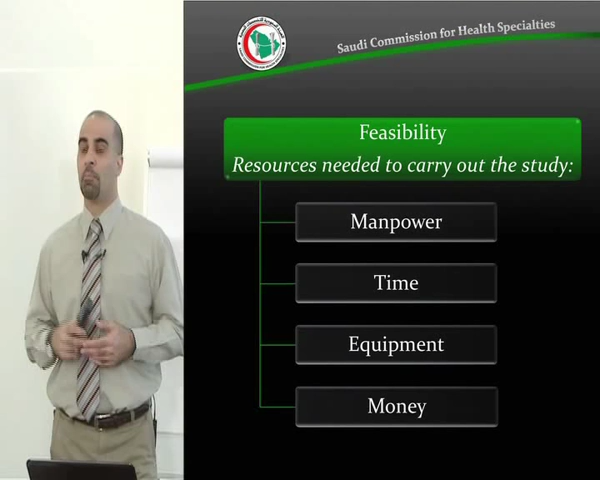 Saudi Commission for Health Specialties
Feasibility
Resources needed to carry out the study:
Manpower
Time
Equipment
Money